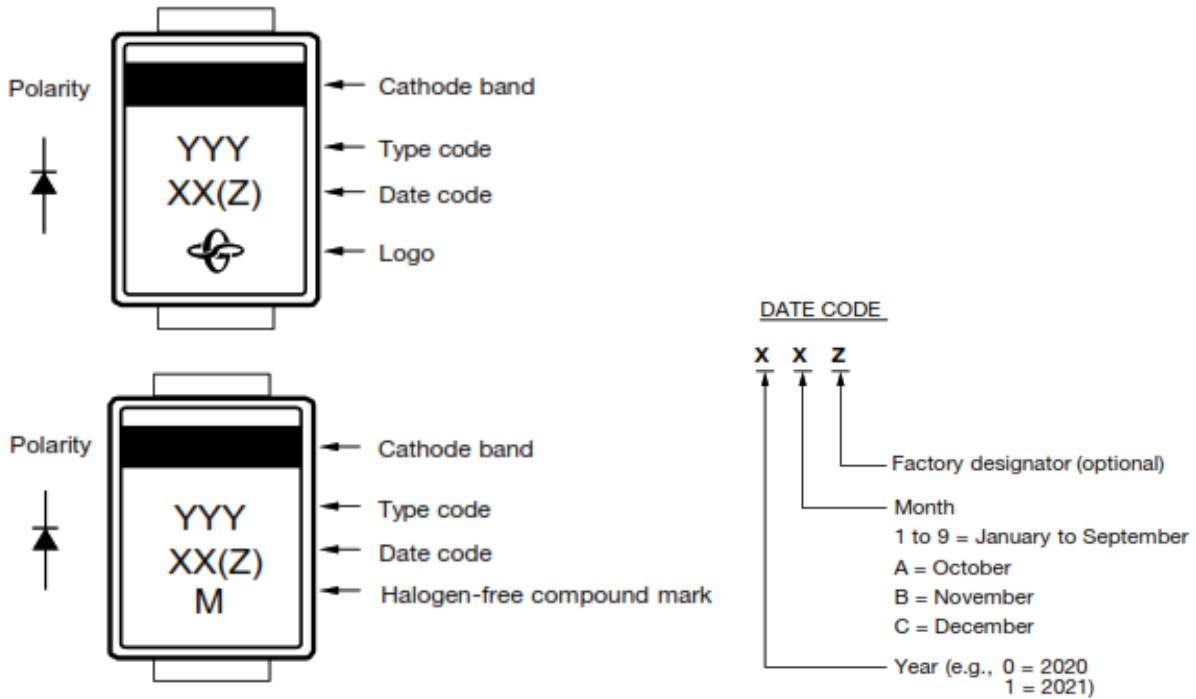 Polarity
Cathode band
YYY
Type code
XX(Z)
Date code
Logo
Polarity
Cathode band
YYY
Type code
XX(Z)
Date code
M
Halogen-free compound mark
DATE CODE
X X Z
Factory designator (optional)
Month
1 to 9 = January to September
A = October
B = November
C = December
Year (e.g., 0 = 2020
1 = 2021)